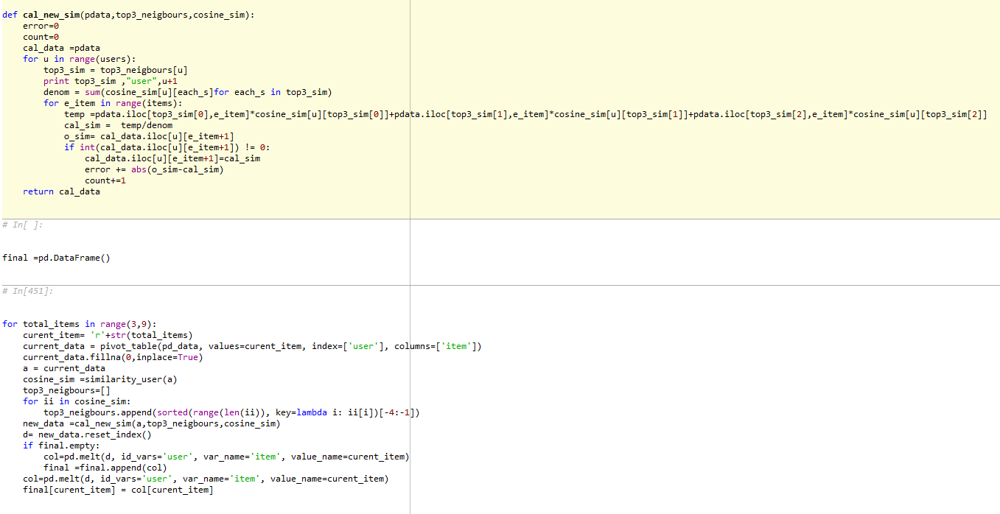 def cal_new_sim(pdata,top3_neigbours,cosine_sim):
    error=0
    count=0
    cal_data =pdata
    for u in range(users):
        top3_sim = top3_neigbours[u]
        print top3_sim ,"user",u+1
        denom = sum(cosine_sim[u][each_s]for each_s in top3_sim)
        for e_item in range(items):
            temp =pdata.iloc[top3_sim[0],e_item]*cosine_sim[u][top3_sim[0]]+pdata.iloc[top3_sim[1],e_item]*cosine_sim[u][top3_sim[1]]+pdata.iloc[top3_sim[2],e_item]*cosine_sim[u][top3_sim[2]]
            cal_sim =  temp/denom
            o_sim= cal_data.iloc[u][e_item+1]
            if int(cal_data.iloc[u][e_item+1]) != 0:
                cal_data.iloc[u][e_item+1]=cal_sim
                error += abs(o_sim-cal_sim)
                count+=1
    return cal_data
# In[ ]:
final =pd.DataFrame()
# In[451]:
for total_items in range(3,9):
    curent_item= 'r'+str(total_items)
    current_data = pivot_table(pd_data, values=curent_item, index=['user'], columns=['item'])
    current_data.fillna(0,inplace=True)
    a = current_data
    cosine_sim =similarity_user(a)
    top3_neigbours=[]
    for ii in cosine_sim:
        top3_neigbours.append(sorted(range(len(ii)), key=lambda i: ii[i])[-4:-1])
    new_data =cal_new_sim(a,top3_neigbours,cosine_sim)
    d= new_data.reset_index()
    if final.empty:
        col=pd.melt(d, id_vars='user', var_name='item', value_name=curent_item)
        final =final.append(col)
    col=pd.melt(d, id_vars='user', var_name='item', value_name=curent_item)
    final[curent_item] = col[curent_item]